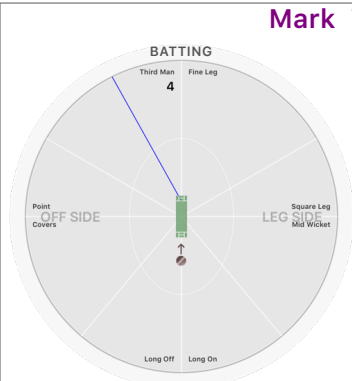 Mark
BATTING
Third Man Fine Leg
4
Point Square Leg
OFF SIDE LEG SIDE
Covers Mid Wicket
Long Off Long On